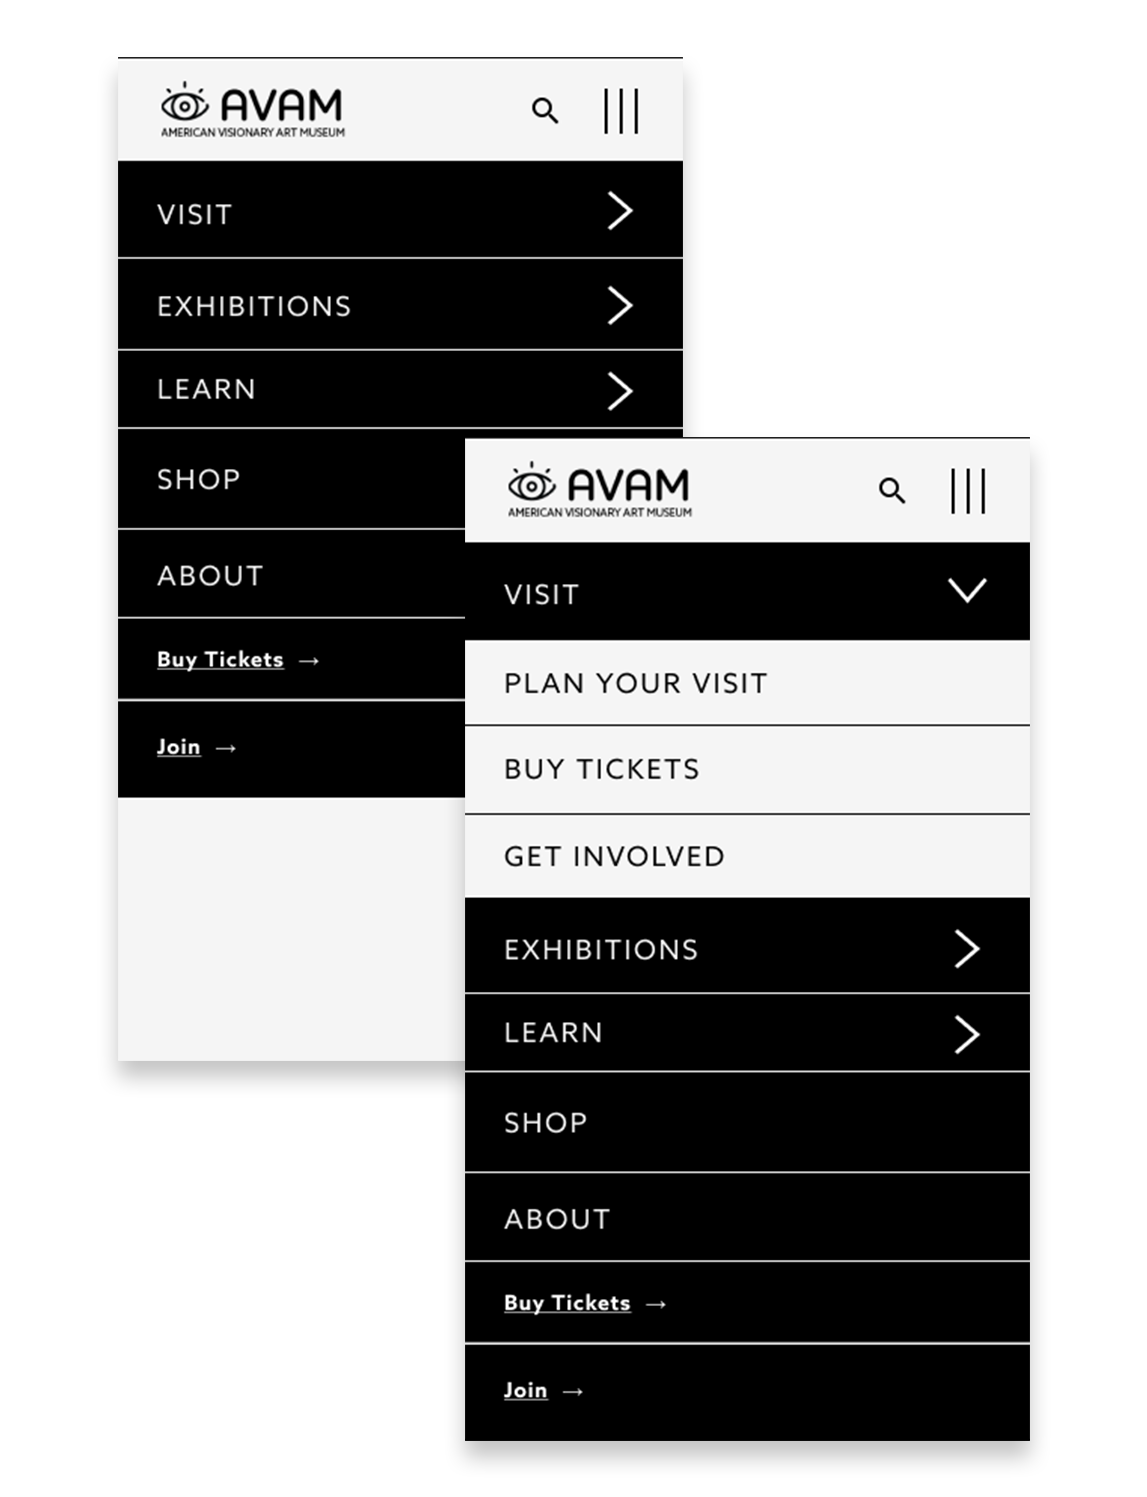 AVAM
AMERICAN VISIONARY ART MUSEUM
VISIT
EXHIBITIONS
LEARN
SHOP
ABOUT
Buy Tickets →
Join →
AVAM
AMERICAN VISIONARY ART MUSEUM
VISIT
PLAN YOUR VISIT
BUY TICKETS
GET INVOLVED
EXHIBITIONS
LEARN
SHOP
ABOUT
Buy Tickets →
Join →